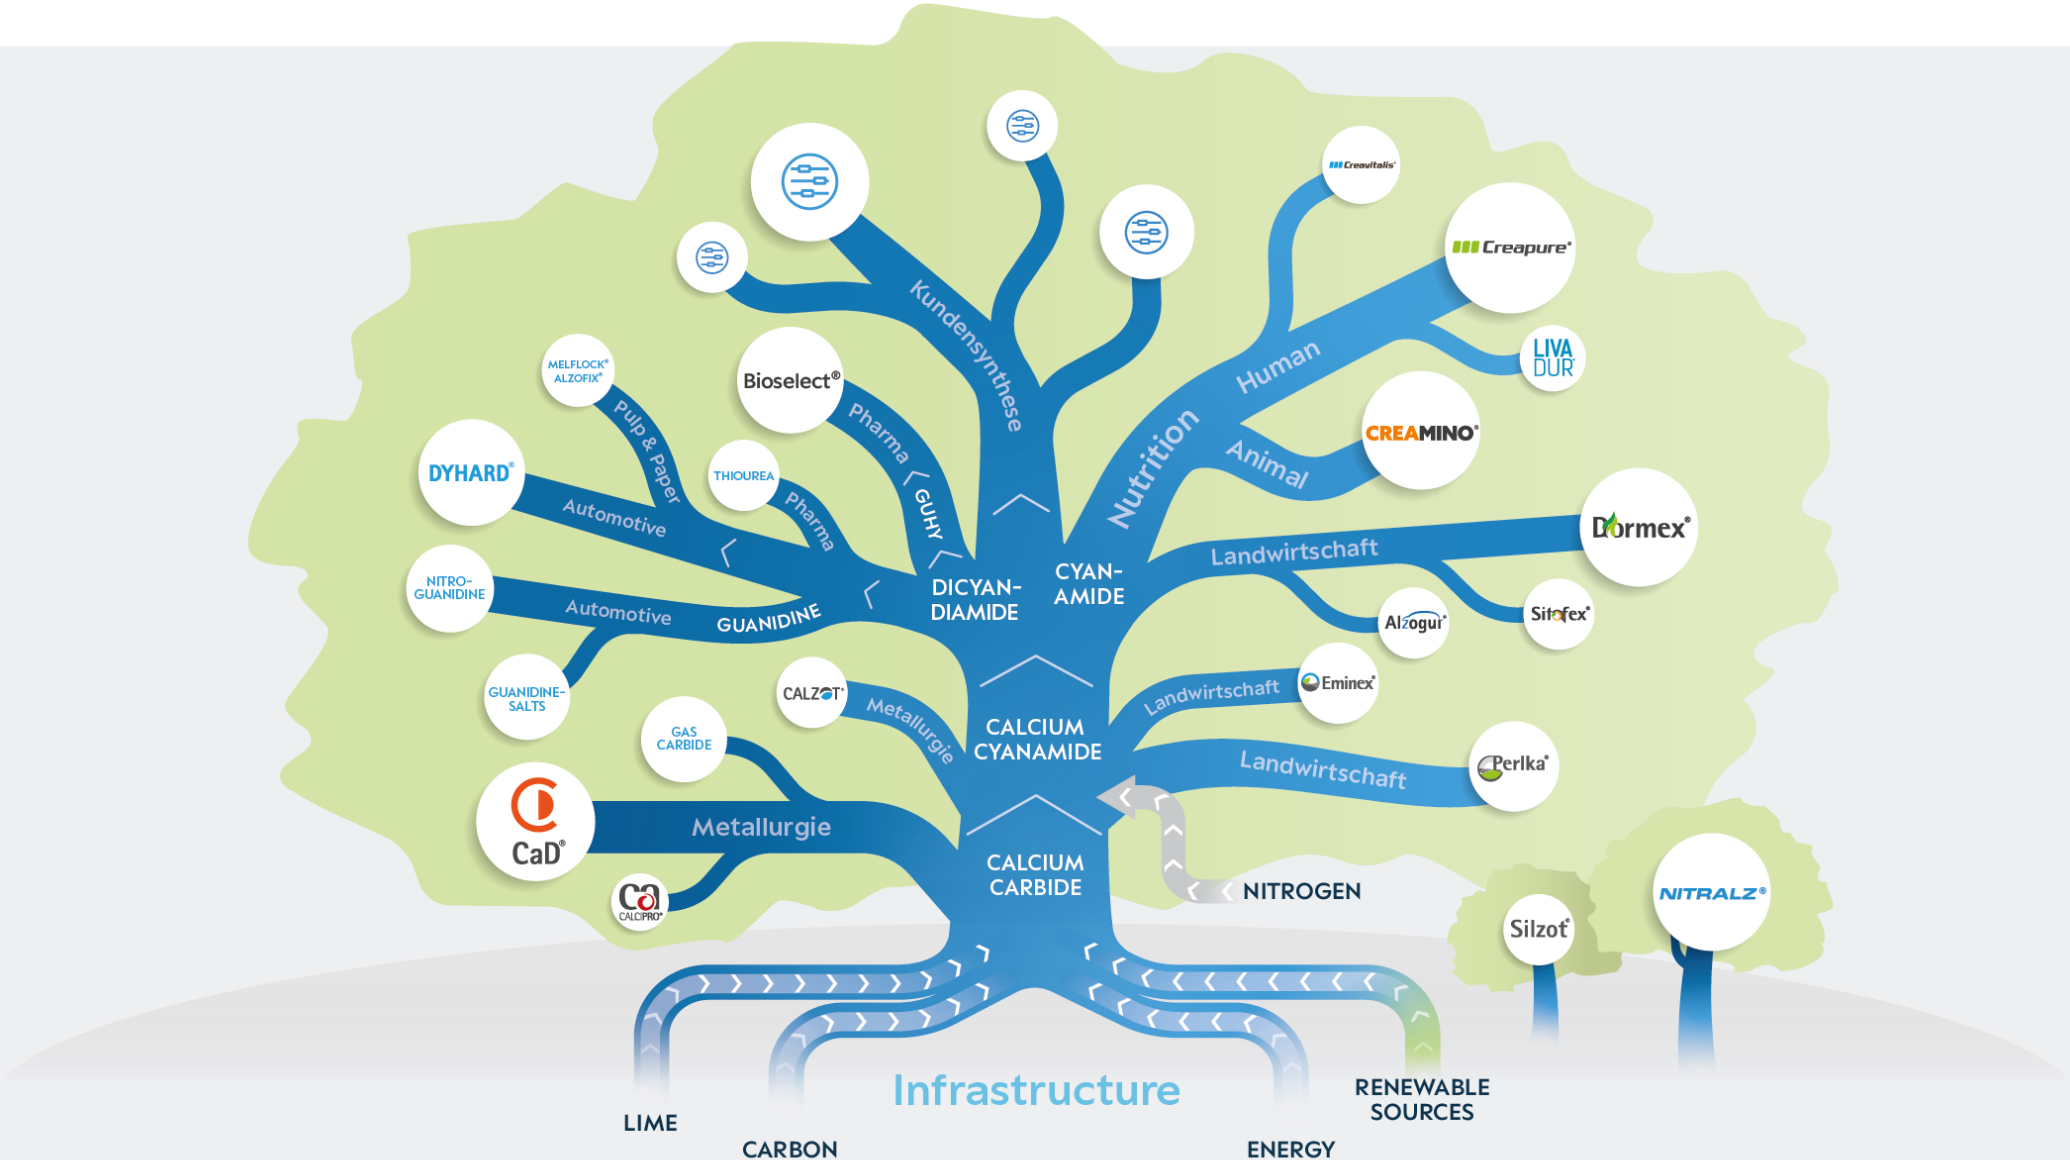 Creavitalis®
Creapure®
Kundensynthese
LIVA
DUR®
Human
MELFLOCK®
ALZOFIX®
Bioselect®
Pulp & Paper
Pharma
Nutrition
CREAMINO®
Animal
DYHARD®
THIOUREA
Pharma
GUHY
Automotive
Dormex®
Landwirtschaft
NITRO-
GUANIDINE
Automotive
GUANIDINE
DICYAN-
DIAMIDE
CYAN-
AMIDE
Alzogur®
Sitofex®
GUANIDINE-
SALTS
CALZOT®
Metallurgie
Landwirtschaft
Eminex®
GAS
CARBIDE
CALCIUM
CYANAMIDE
Landwirtschaft
Perlka®
CaD®
Metallurgie
CALCIUM
CARBIDE
NITROGEN
ca
CALCIPRO®
Silzot®
NITRALZ®
Infrastructure
LIME
CARBON
ENERGY
RENEWABLE
SOURCES